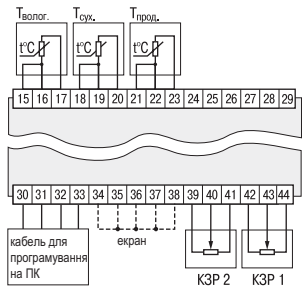 Tволог. Tсух. Tпрод.
t°C t°C t°C
15 16 17 18 19 20 21 22 23 24 25 26 27 28 29
30 31 32 33 34 35 36 37 38 39 40 41 42 43 44
кабель для
програмування
на ПК
екран
КЗР 2 КЗР 1